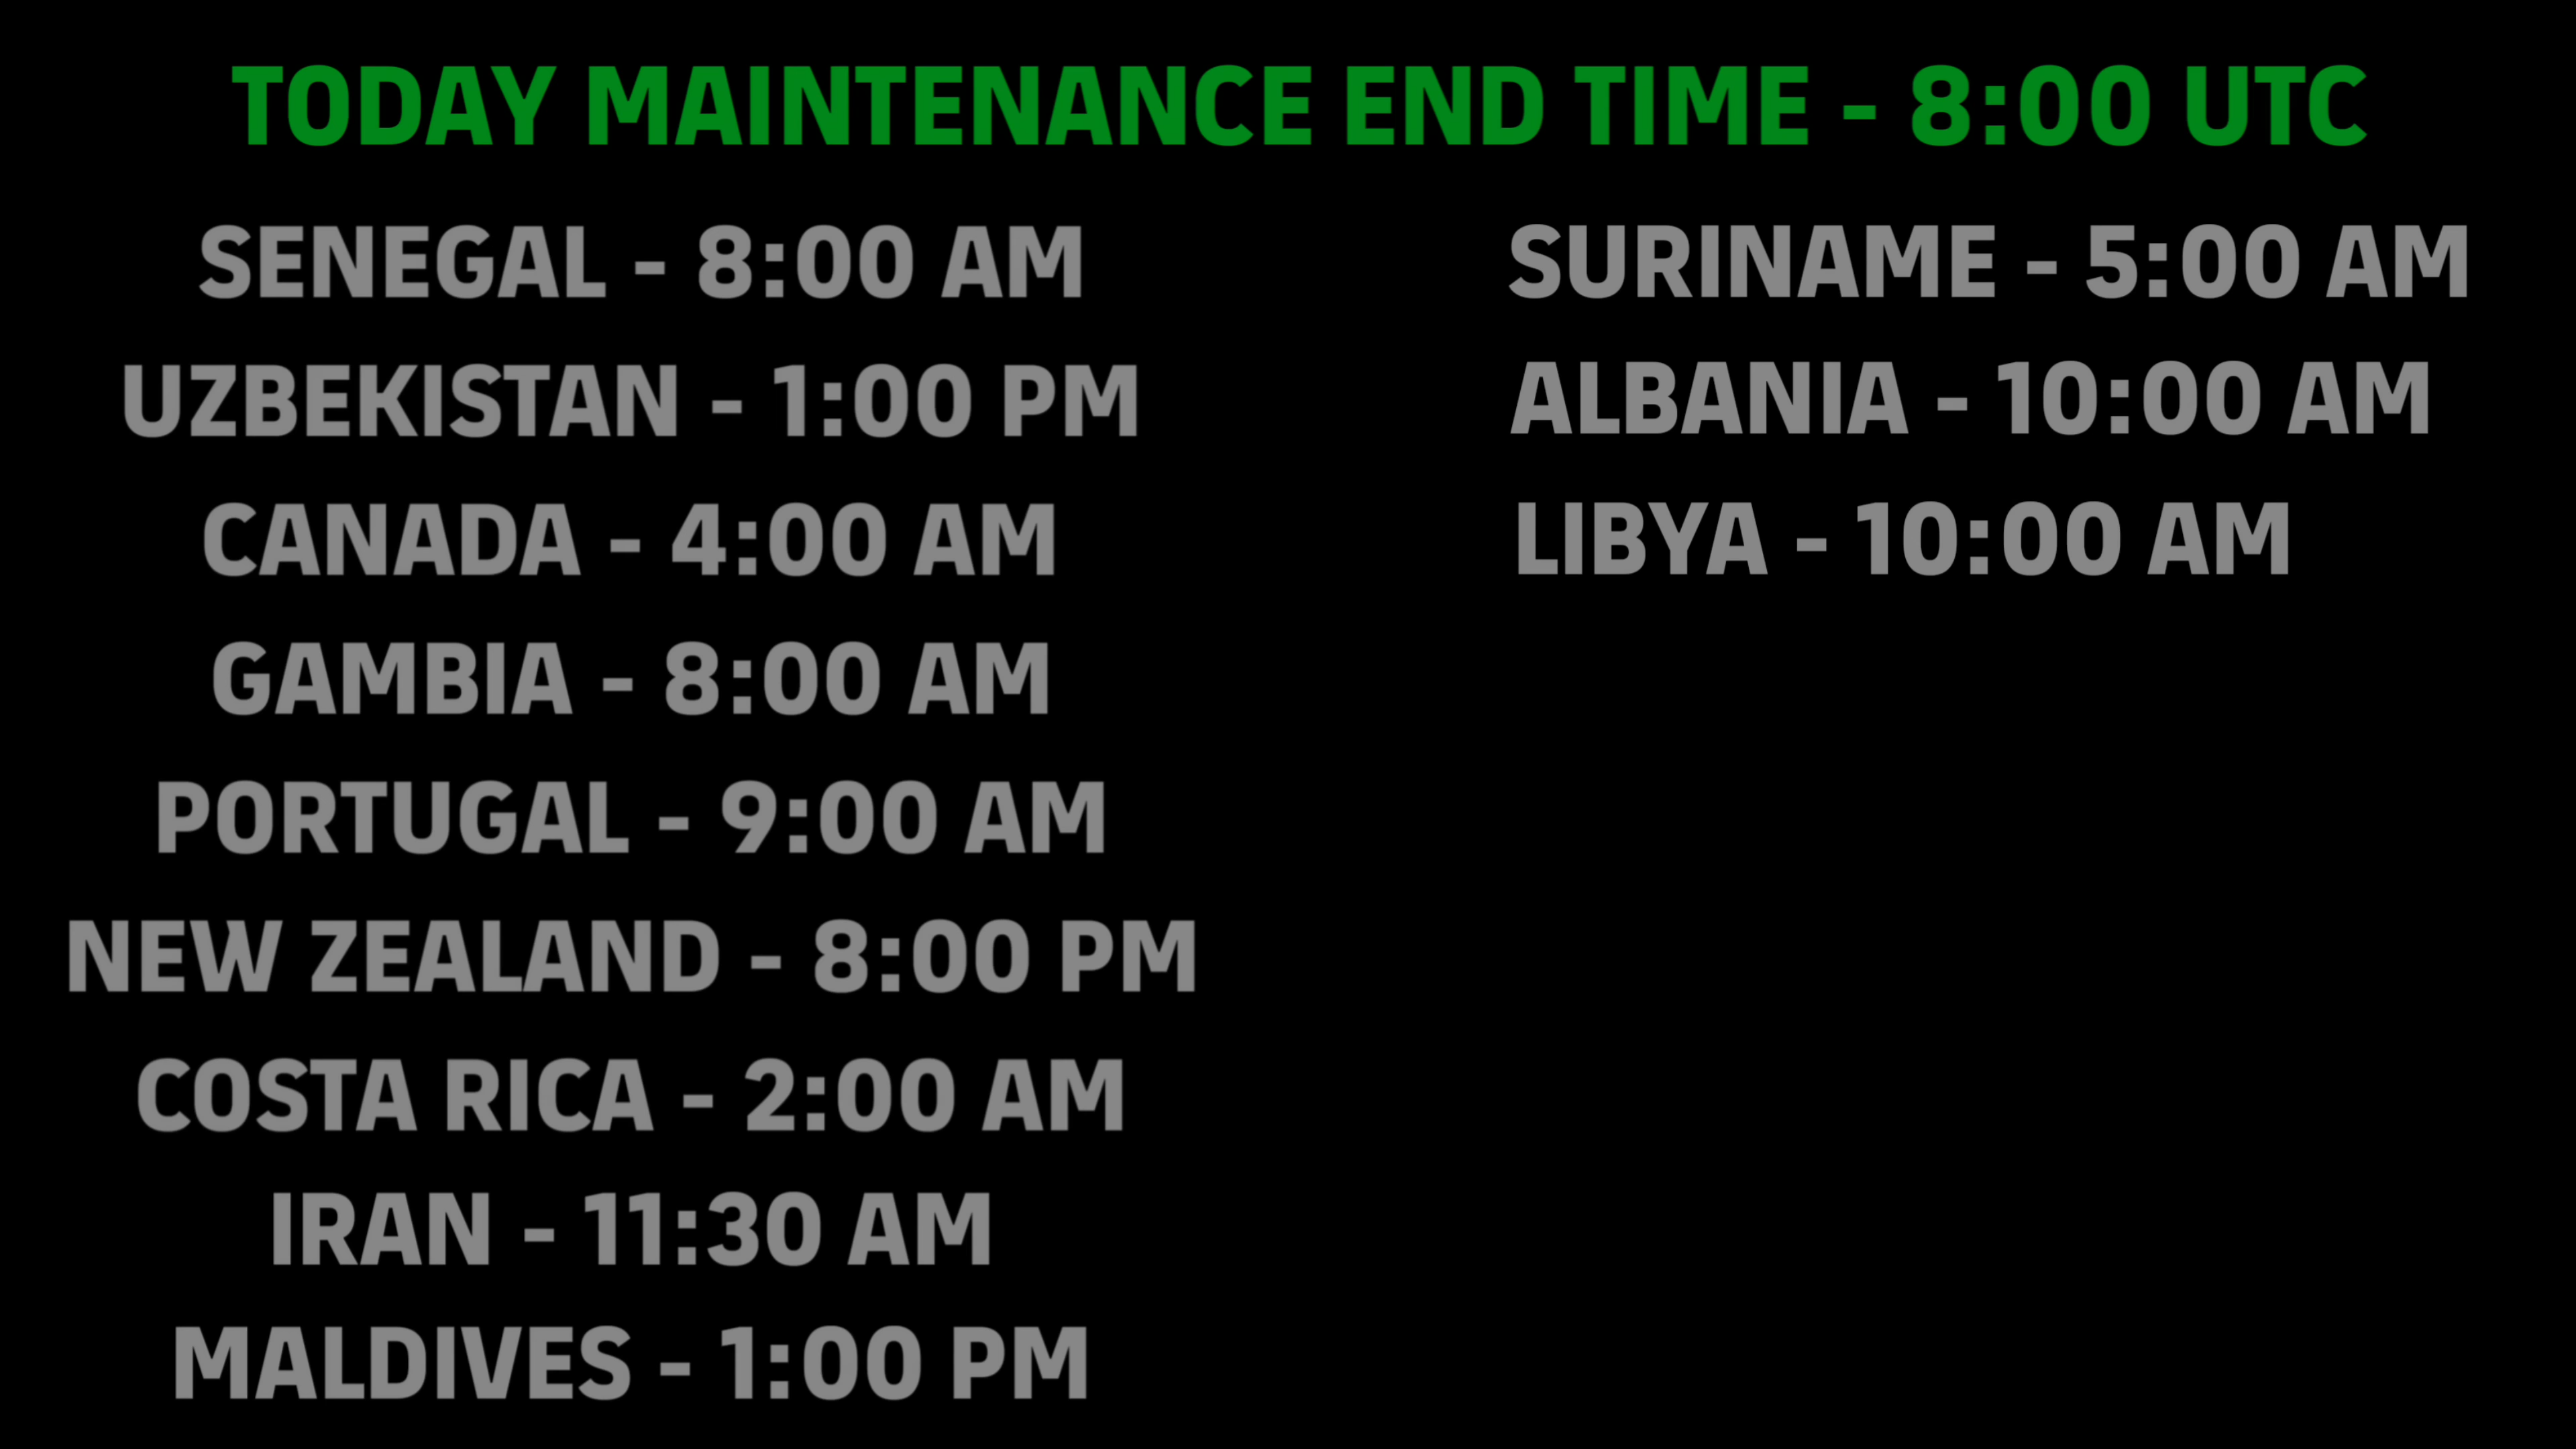 TODAY MAINTENANCE END TIME - 8:00 UTC
SENEGAL - 8:00 AM
UZBEKISTAN - 1:00 PM
CANADA - 4:00 AM
GAMBIA - 8:00 AM
PORTUGAL - 9:00 AM
NEW ZEALAND - 8:00 PM
COSTA RICA - 2:00 AM
IRAN - 11:30 AM
MALDIVES - 1:00 PM
SURINAME - 5:00 AM
ALBANIA - 10:00 AM
LIBYA - 10:00 AM